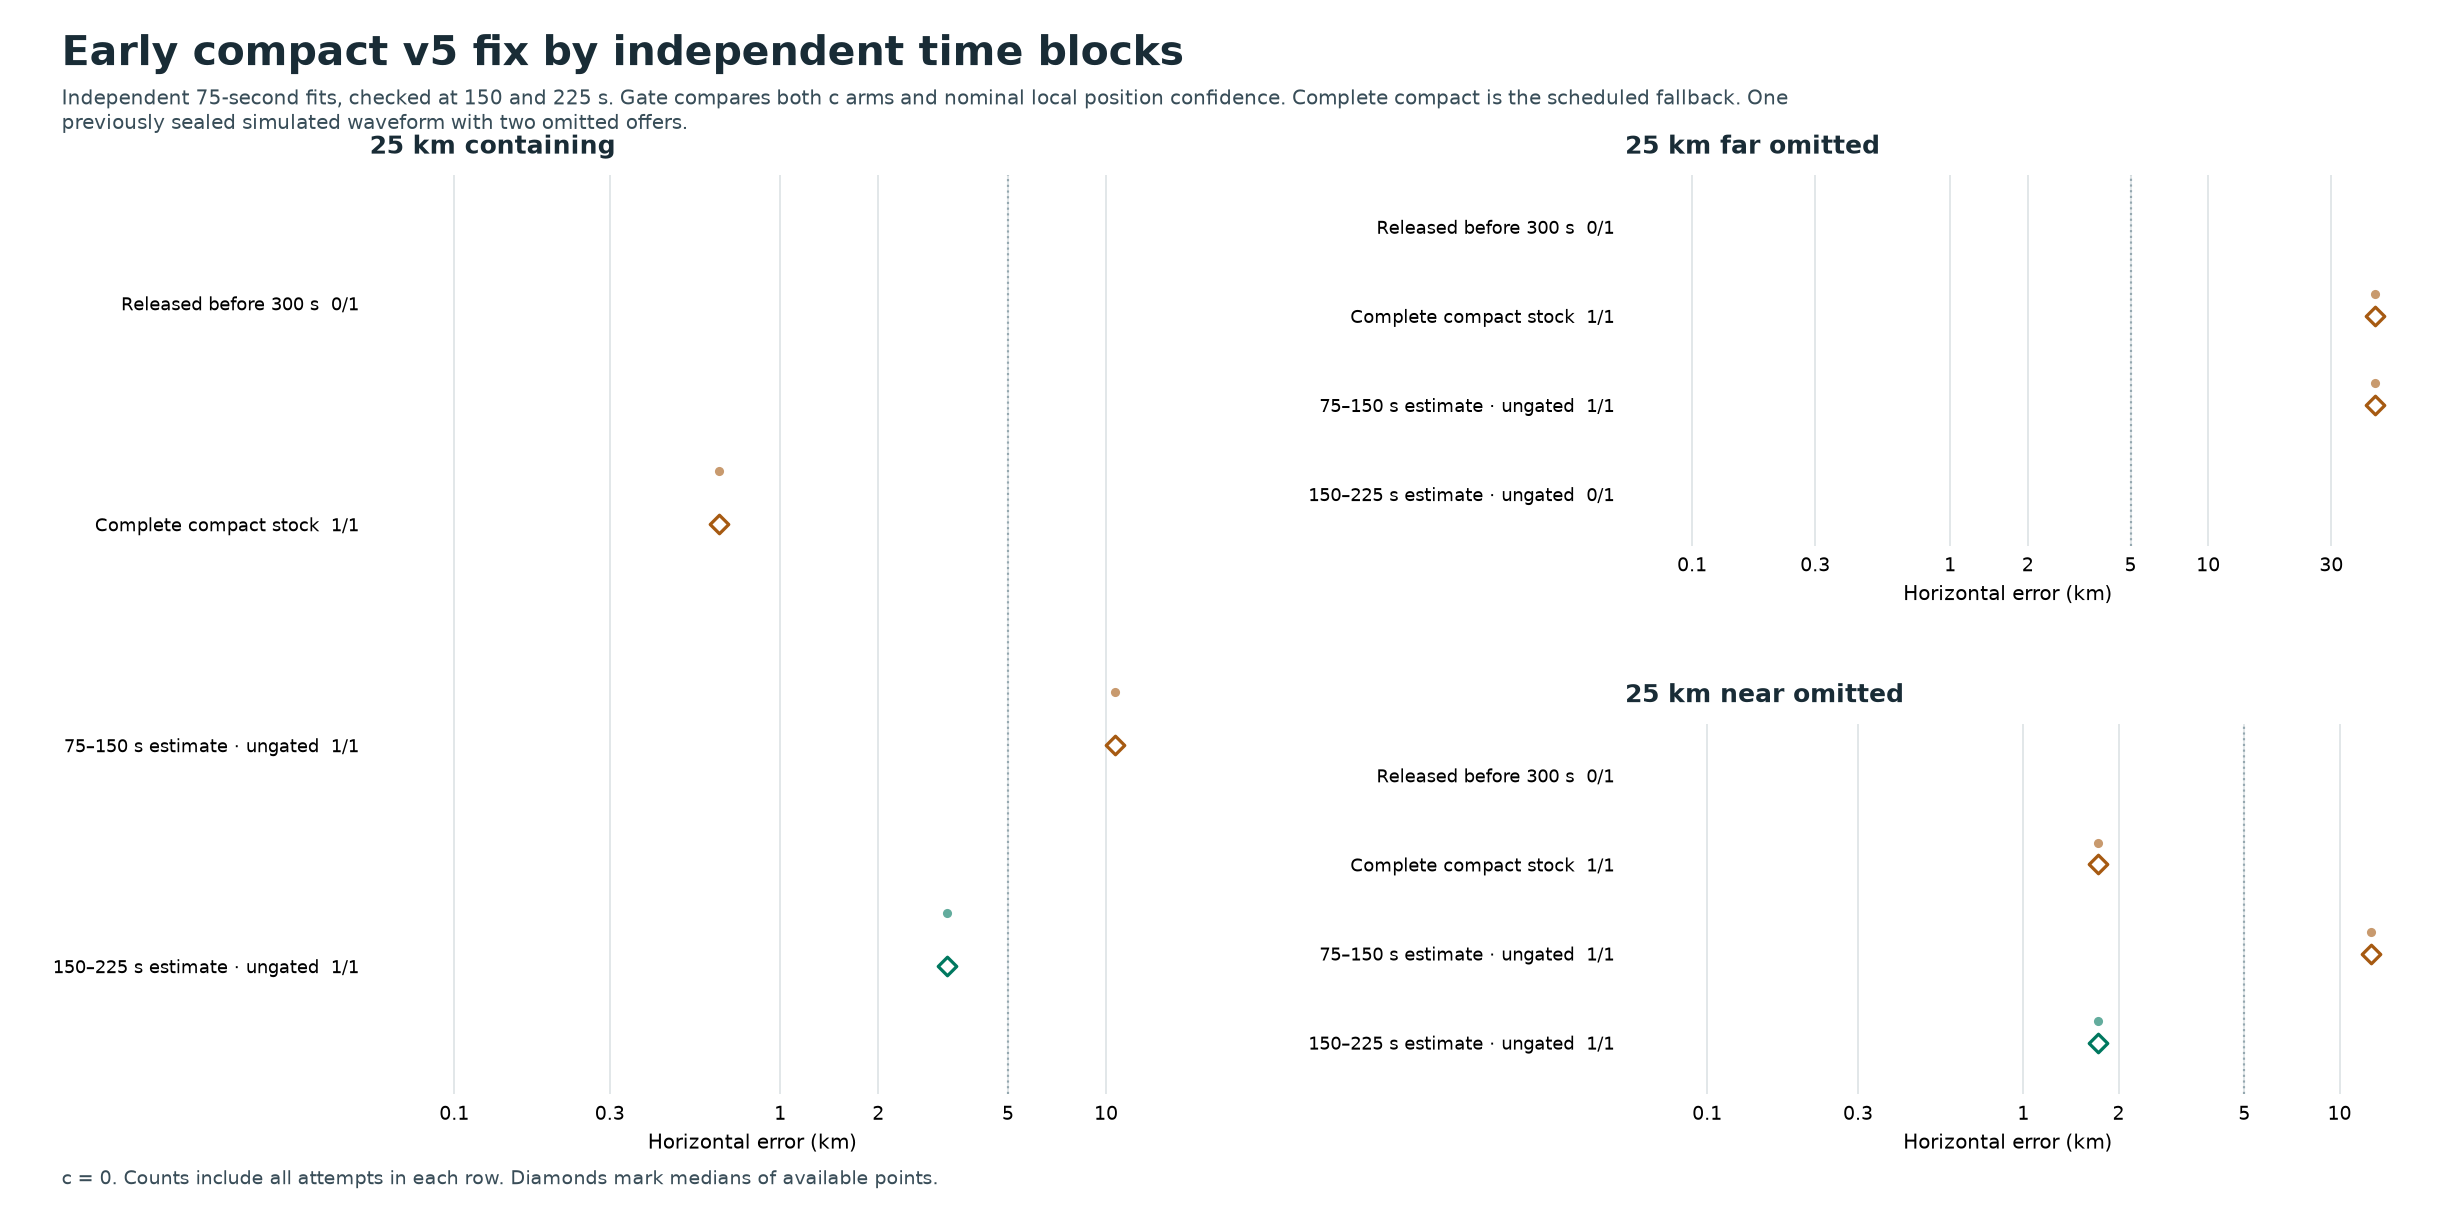 Early compact v5 fix by independent time blocks
Independent 75-second fits, checked at 150 and 225 s. Gate compares both c arms and nominal local position confidence. Complete compact is the scheduled fallback. One
previously sealed simulated waveform with two omitted offers.
25 km containing
Released before 300 s  0/1
Complete compact stock  1/1
75–150 s estimate · ungated  1/1
150–225 s estimate · ungated  1/1
0.1 0.3 1 2 5 10
Horizontal error (km)
25 km far omitted
Released before 300 s  0/1
Complete compact stock  1/1
75–150 s estimate · ungated  1/1
150–225 s estimate · ungated  0/1
0.1 0.3 1 2 5 10 30
Horizontal error (km)
25 km near omitted
Released before 300 s  0/1
Complete compact stock  1/1
75–150 s estimate · ungated  1/1
150–225 s estimate · ungated  1/1
0.1 0.3 1 2 5 10
Horizontal error (km)
c = 0. Counts include all attempts in each row. Diamonds mark medians of available points.